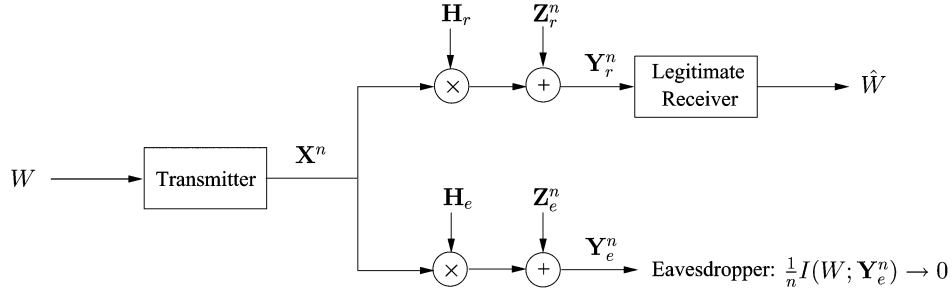 H_r
Z_r^n
Y_r^n
Legitimate
Receiver
Ŵ
×
+
W
Transmitter
X^n
H_e
Z_e^n
Y_e^n
×
+
Eavesdropper: 1/n I(W; Y_e^n) → 0